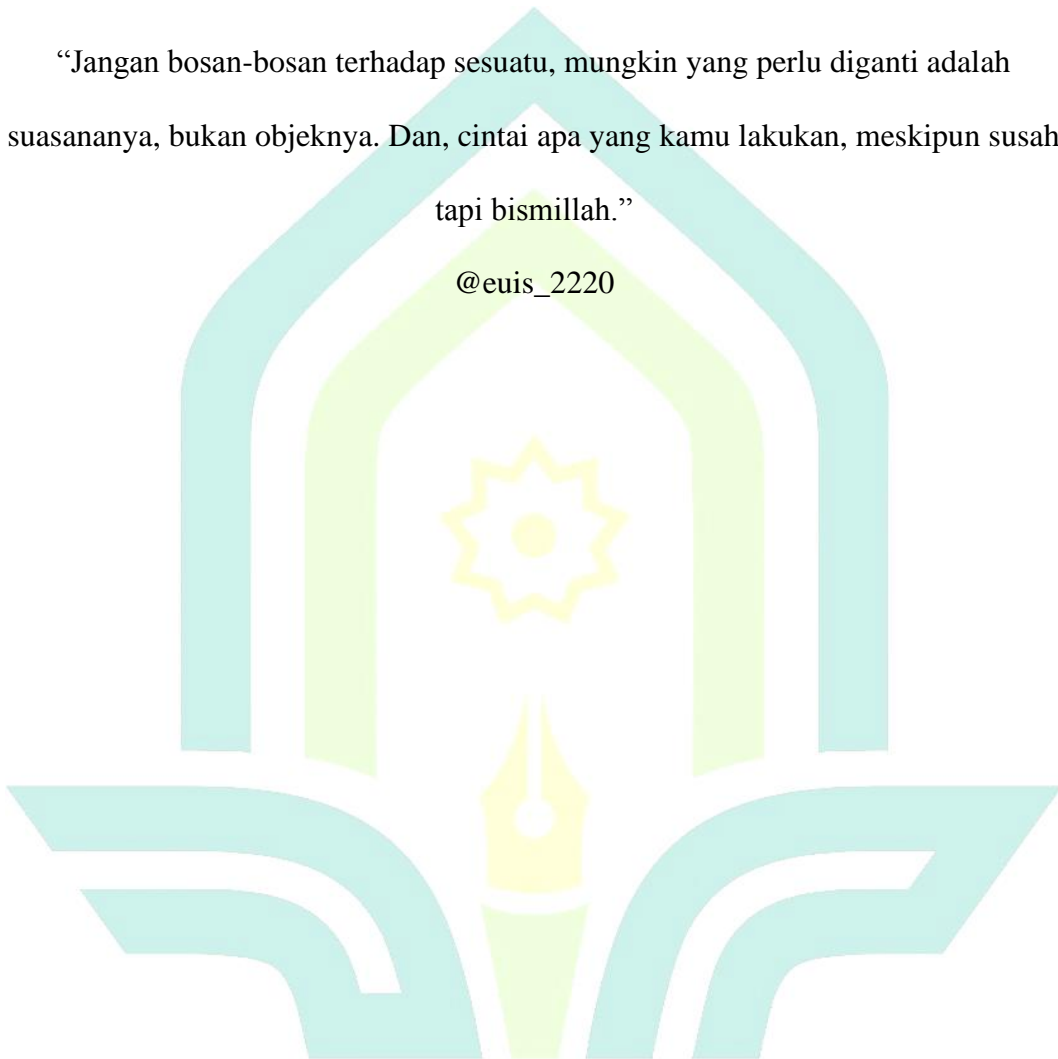 “Jangan bosan-bosan terhadap sesuatu, mungkin yang perlu diganti adalah
suasananya, bukan objeknya. Dan, cintai apa yang kamu lakukan, meskipun susah
tapi bismillah.”
@euis_2220